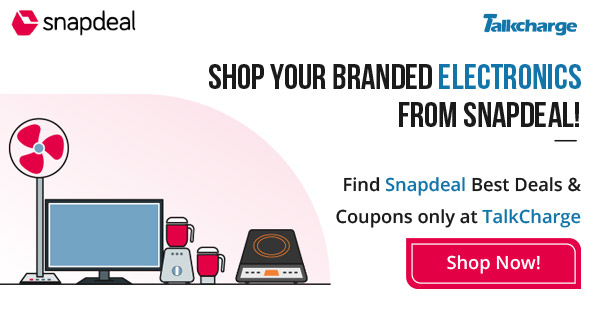 snapdeal
Talkcharge
SHOP YOUR BRANDED ELECTRONICS
FROM SNAPDEAL!
Find Snapdeal Best Deals &
Coupons only at TalkCharge
Shop Now!